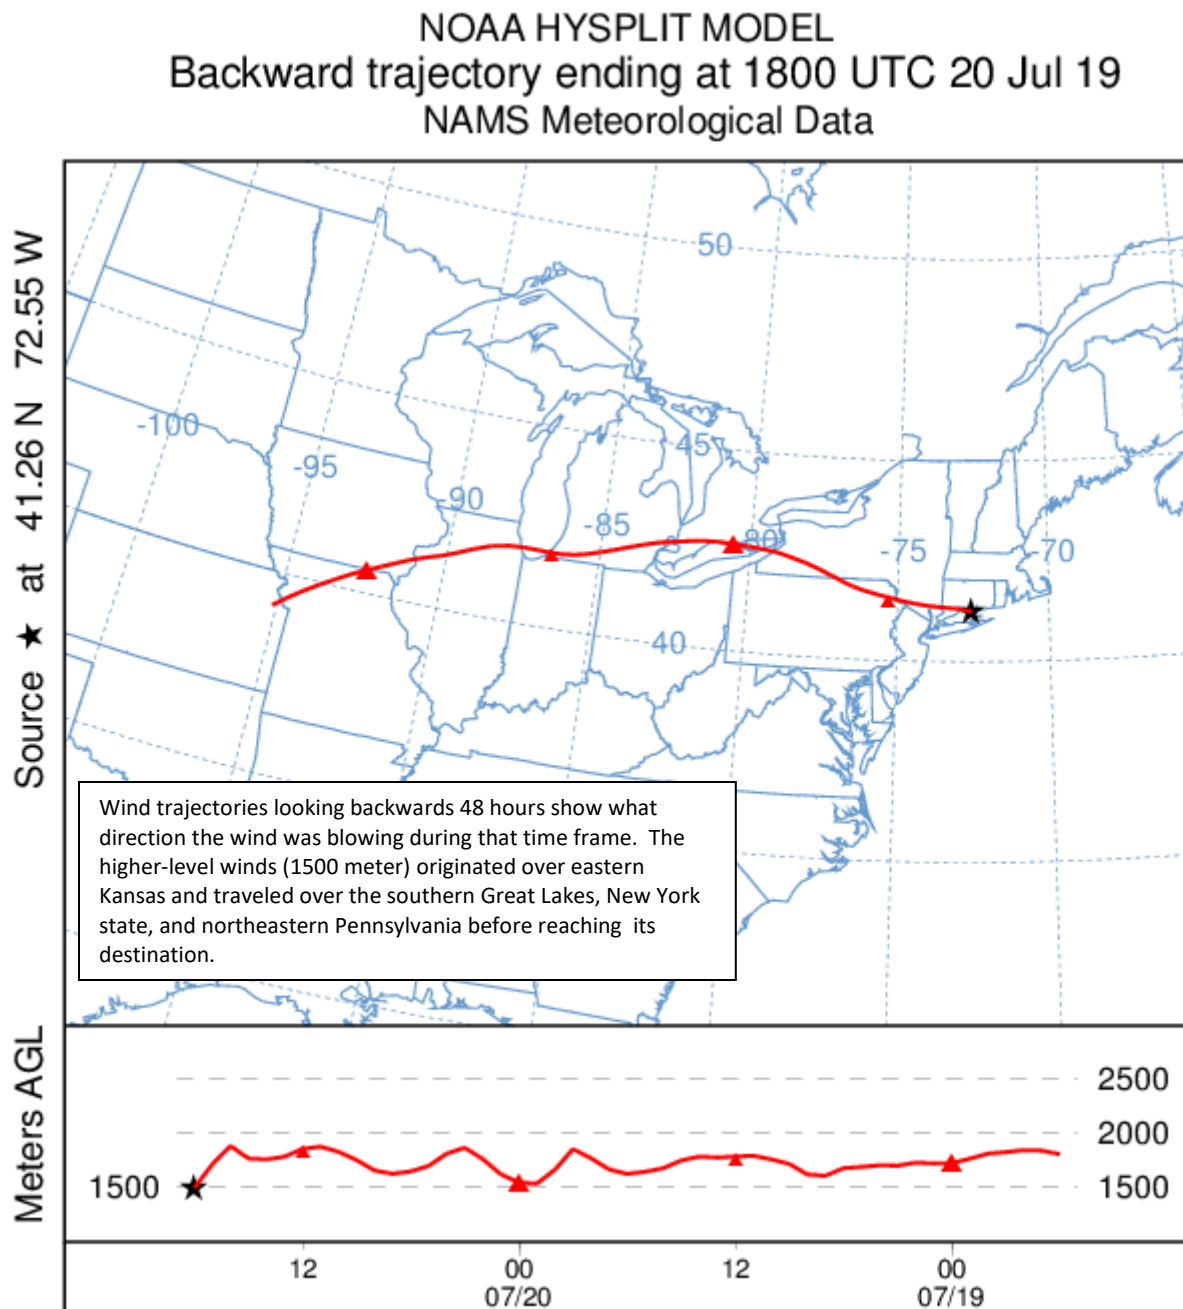 NOAA HYSPLIT MODEL
Backward trajectory ending at 1800 UTC 20 Jul 19
NAMS Meteorological Data
Source ★ at 41.26 N 72.55 W
50
-100
-95
45
-90
-85
80
-75
-70
40
Wind trajectories looking backwards 48 hours show what
direction the wind was blowing during that time frame. The
higher-level winds (1500 meter) originated over eastern
Kansas and traveled over the southern Great Lakes, New York
state, and northeastern Pennsylvania before reaching its
destination.
Meters AGL
2500
2000
1500
1500
12 00 12 00
07/20 07/19